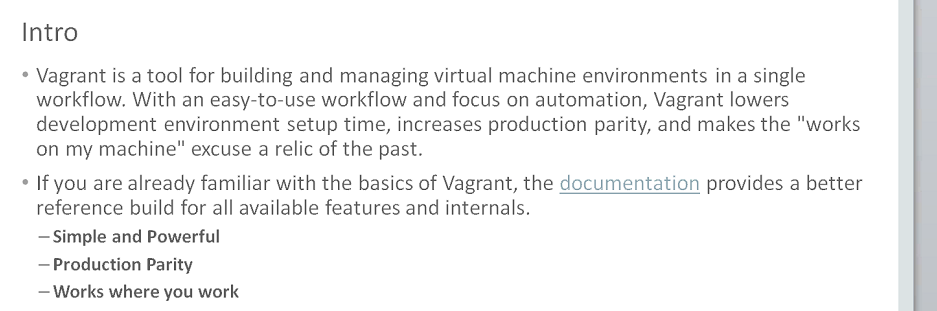 Intro
• Vagrant is a tool for building and managing virtual machine environments in a single
workflow. With an easy-to-use workflow and focus on automation, Vagrant lowers
development environment setup time, increases production parity, and makes the "works
on my machine" excuse a relic of the past.
• If you are already familiar with the basics of Vagrant, the documentation provides a better
reference build for all available features and internals.
–Simple and Powerful
–Production Parity
–Works where you work